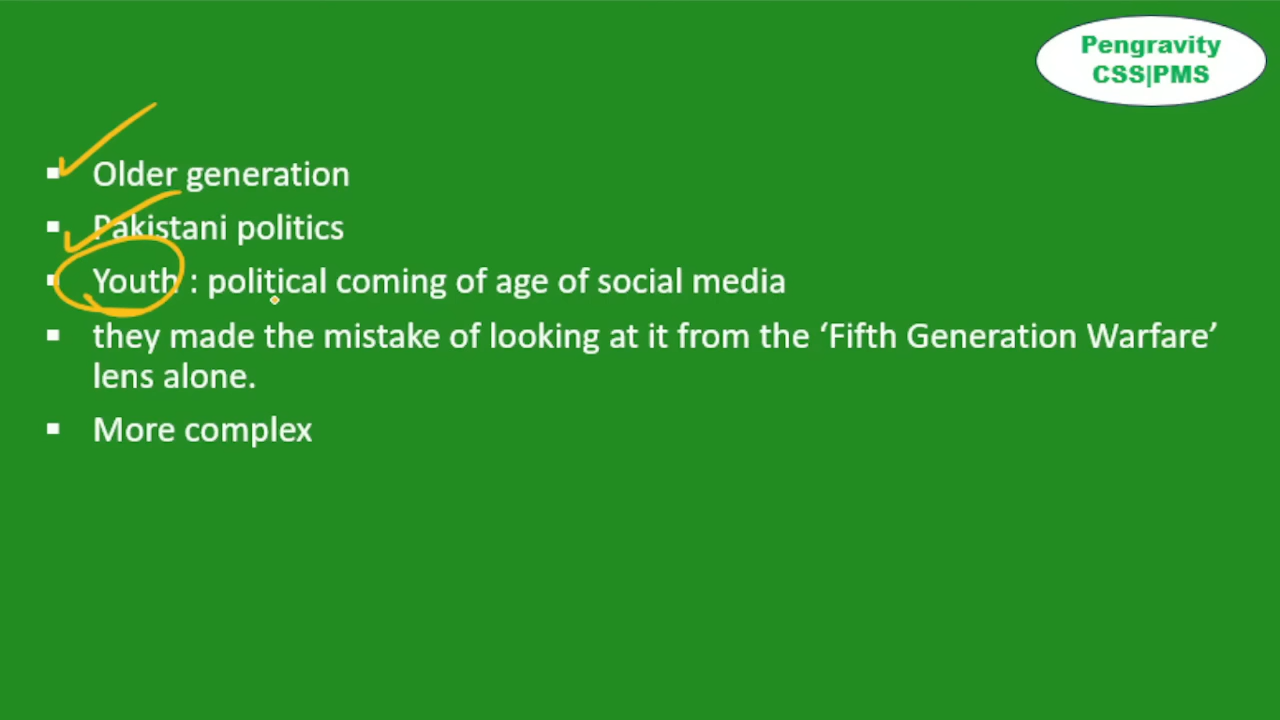 Pengravity
CSS|PMS
▪ Older generation
▪ Pakistani politics
▪ Youth : political coming of age of social media
▪ they made the mistake of looking at it from the ‘Fifth Generation Warfare’
lens alone.
▪ More complex